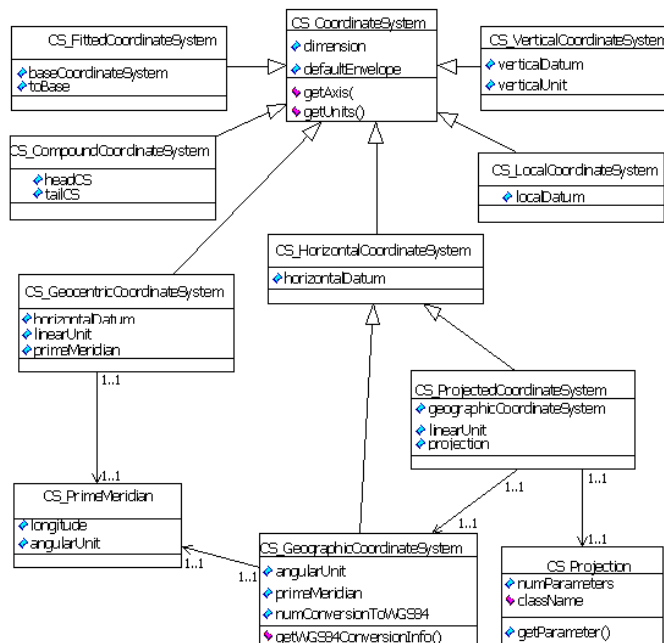 CS_CoordinateSystem
dimension
defaultEnvelope
getAxis(
getUnits()
CS_FittedCoordinateSystem
baseCoordinateSystem
toBase
CS_VerticalCoordinateSystem
verticalDatum
verticalUnit
CS_CompoundCoordinateSystem
headCS
tailCS
CS_LocalCoordinateSystem
localDatum
CS_HorizontalCoordinateSystem
horizontalDatum
CS_GeocentricCoordinateSystem
horizontalDatum
linearUnit
primeMeridian
1..1
1..1
CS_ProjectedCoordinateSystem
geographicCoordinateSystem
linearUnit
projection
1..1
1..1
1..1
1..1
CS_PrimeMeridian
longitude
angularUnit
1..1
1..1
CS_GeographicCoordinateSystem
angularUnit
primeMeridian
numConversionToWGS84
getWGS84ConversionInfo()
CS_Projection
numParameters
className
getParameter()